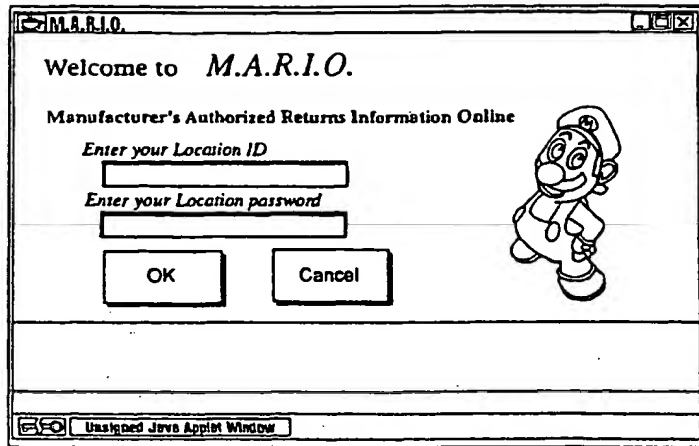 M.A.R.I.O.
Welcome to M.A.R.I.O.
Manufacturer's Authorized Returns Information Online
M
Enter your Location ID
Enter your Location password
OK Cancel
Unsigned Java Applet Window